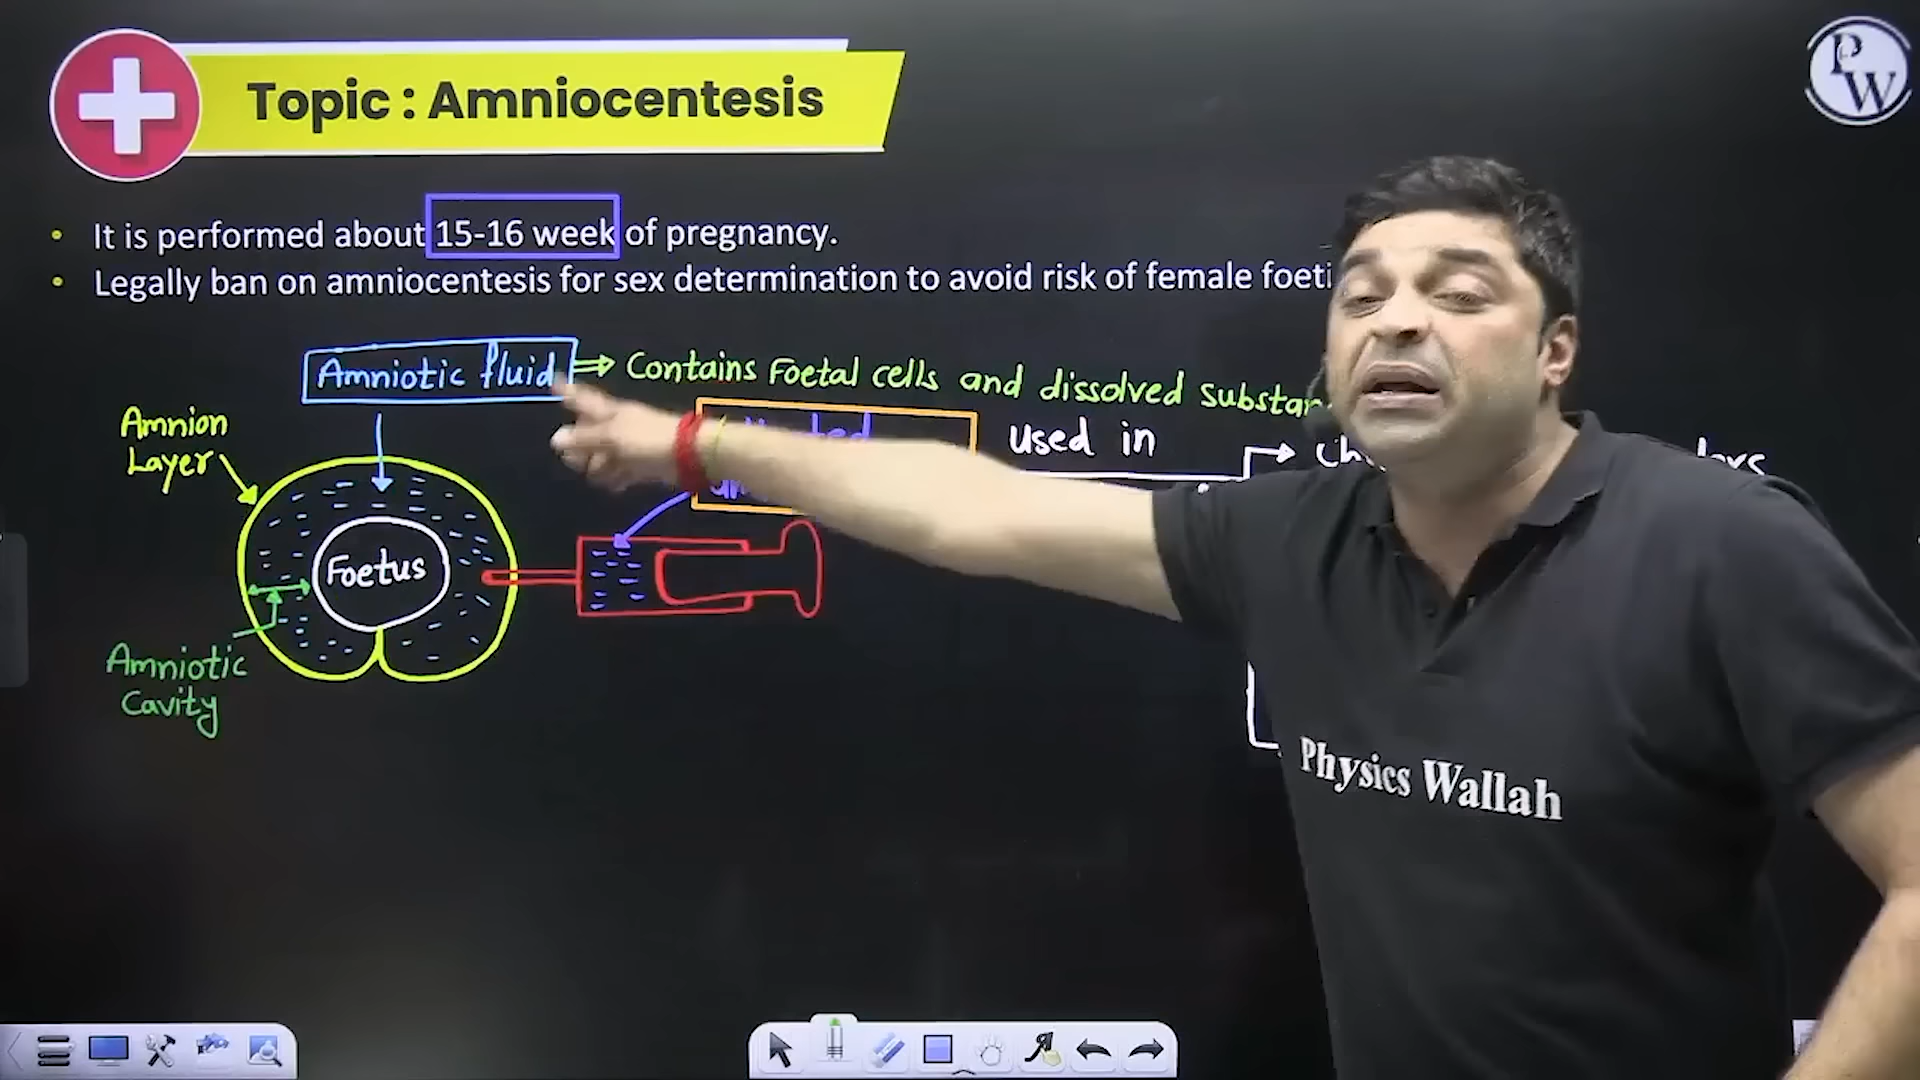 Topic : Amniocentesis
PW
It is performed about 15-16 week of pregnancy.
Legally ban on amniocentesis for sex determination to avoid risk of female foeti
Amniotic fluid ⇒ Contains Foetal cells and dissolved substan
Amnion
Layer
used in
Foetus
Amniotic
Cavity
Physics Wallah